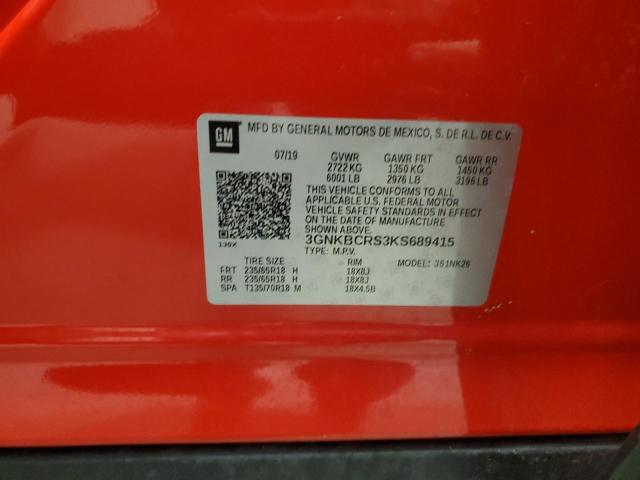 GM
MFD BY GENERAL MOTORS DE MEXICO, S. DE R.L. DE C.V.
07/19 GVWR GAWR FRT GAWR RR
2722 KG 1350 KG 1450 KG
6001 LB 2976 LB 3196 LB
THIS VEHICLE CONFORMS TO ALL
APPLICABLE U.S. FEDERAL MOTOR
VEHICLE SAFETY STANDARDS IN EFFECT
ON THE DATE OF MANUFACTURE
SHOWN ABOVE.
3GNKBCRS3KS689415
130X
TYPE: M.P.V.
MODEL: 351NK26
TIRE SIZE RIM
FRT 235/65R18 H 18X8J
RR 235/65R18 H 18X8J
SPA T135/70R18 M 18X4.5B